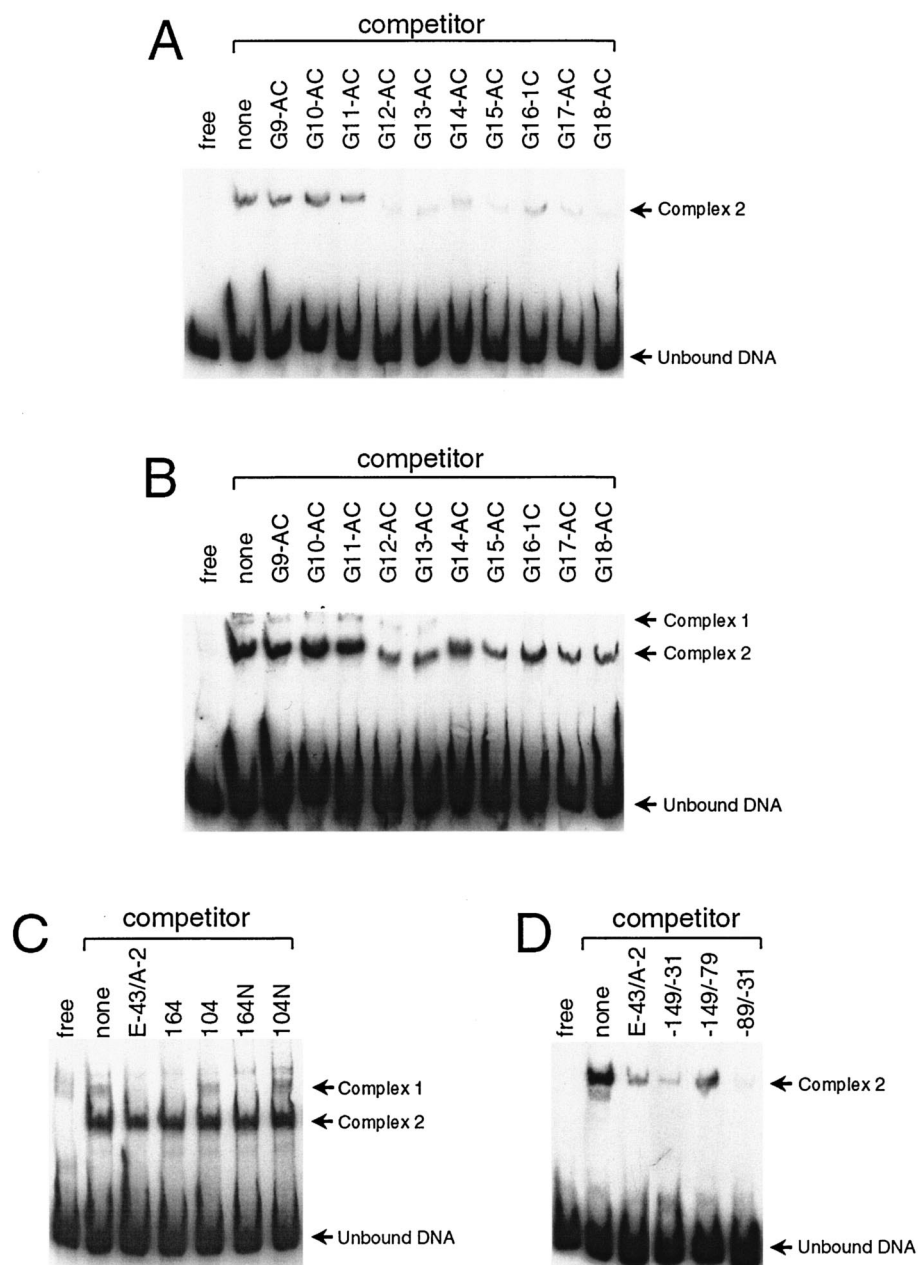 A
competitor
free
none
G9-AC
G10-AC
G11-AC
G12-AC
G13-AC
G14-AC
G15-AC
G16-1C
G17-AC
G18-AC
Complex 2
Unbound DNA
B
competitor
free
none
G9-AC
G10-AC
G11-AC
G12-AC
G13-AC
G14-AC
G15-AC
G16-1C
G17-AC
G18-AC
Complex 1
Complex 2
Unbound DNA
C
competitor
free
none
E-43/A-2
164
104
164N
104N
Complex 1
Complex 2
Unbound DNA
D
competitor
free
none
E-43/A-2
-149/-31
-149/-79
-89/-31
Complex 2
Unbound DNA